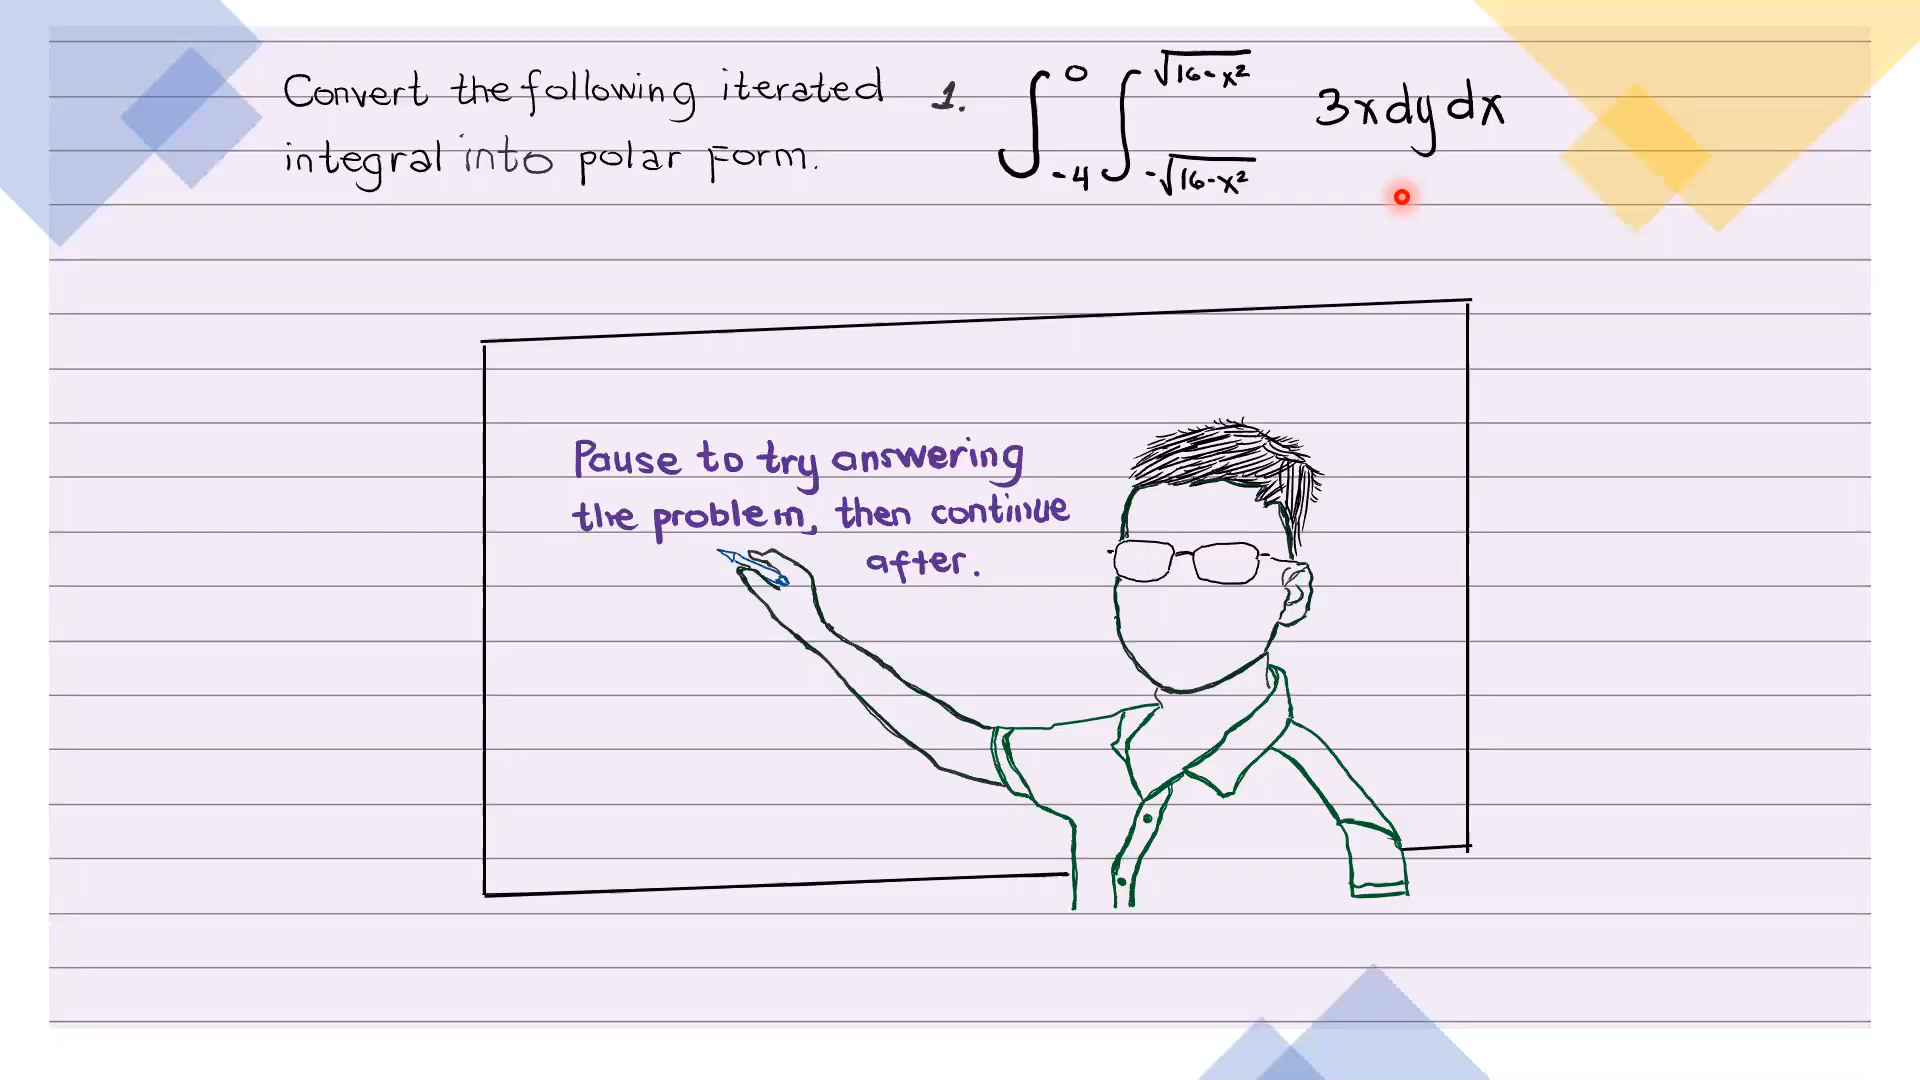 Convert the following iterated
integral into polar form.
1. ∫_{-4}^{0} ∫_{-√(16-x²)}^{√(16-x²)} 3x dy dx
Pause to try answering
the problem, then continue
after.